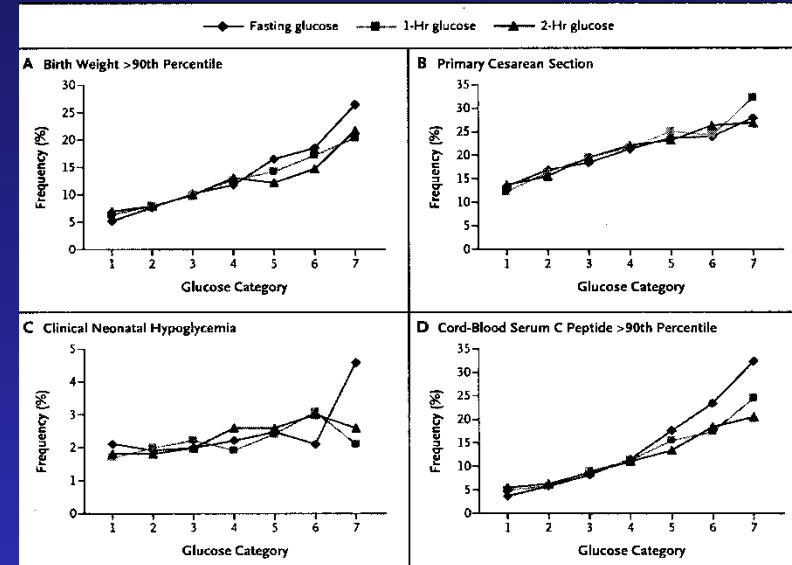 Fasting glucose 1-Hr glucose 2-Hr glucose
A Birth Weight >90th Percentile
30
25
20
15
10
5
0
Frequency (%)
1 2 3 4 5 6 7
Glucose Category
B Primary Cesarean Section
35
30
25
20
15
10
5
0
Frequency (%)
1 2 3 4 5 6 7
Glucose Category
C Clinical Neonatal Hypoglycemia
5
4
3
2
1
0
Frequency (%)
1 2 3 4 5 6 7
Glucose Category
D Cord-Blood Serum C Peptide >90th Percentile
35
30
25
20
15
10
5
0
Frequency (%)
1 2 3 4 5 6 7
Glucose Category